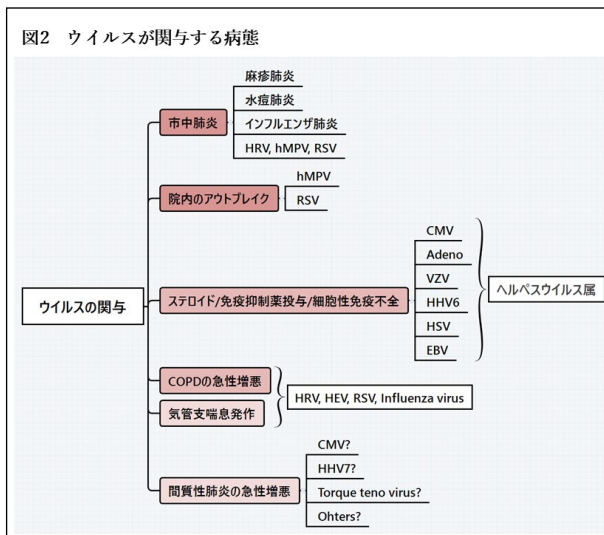 図2 ウイルスが関与する病態
ウイルスの関与
市中肺炎
麻疹肺炎
水痘肺炎
インフルエンザ肺炎
HRV, hMPV, RSV
院内のアウトブレイク
hMPV
RSV
ステロイド/免疫抑制薬投与/細胞性免疫不全
CMV
Adeno
VZV
HHV6
HSV
EBV
ヘルペスウイルス属
COPDの急性増悪
気管支喘息発作
HRV, HEV, RSV, Influenza virus
間質性肺炎の急性増悪
CMV?
HHV7?
Torque teno virus?
Ohters?